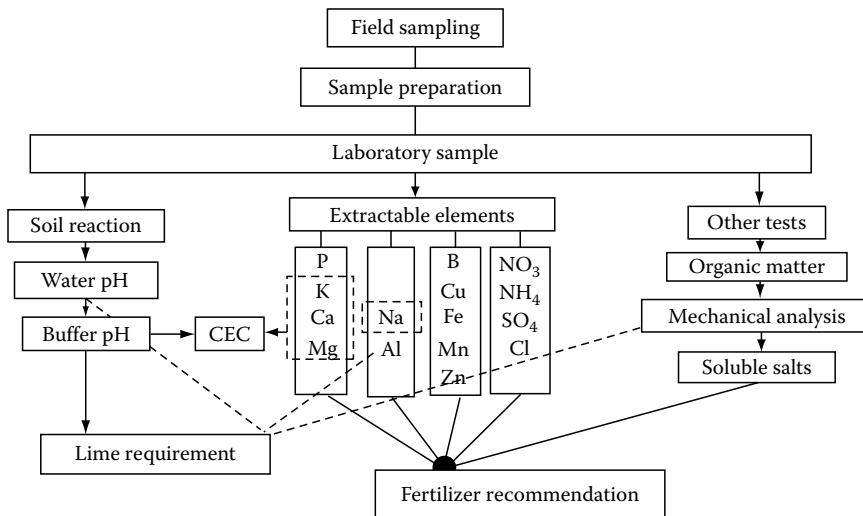 Field sampling
Sample preparation
Laboratory sample
Soil reaction
Water pH
Buffer pH
CEC
Lime requirement
Extractable elements
P
K
Ca
Mg
Na
Al
B
Cu
Fe
Mn
Zn
NO₃
NH₄
SO₄
Cl
Other tests
Organic matter
Mechanical analysis
Soluble salts
Fertilizer recommendation